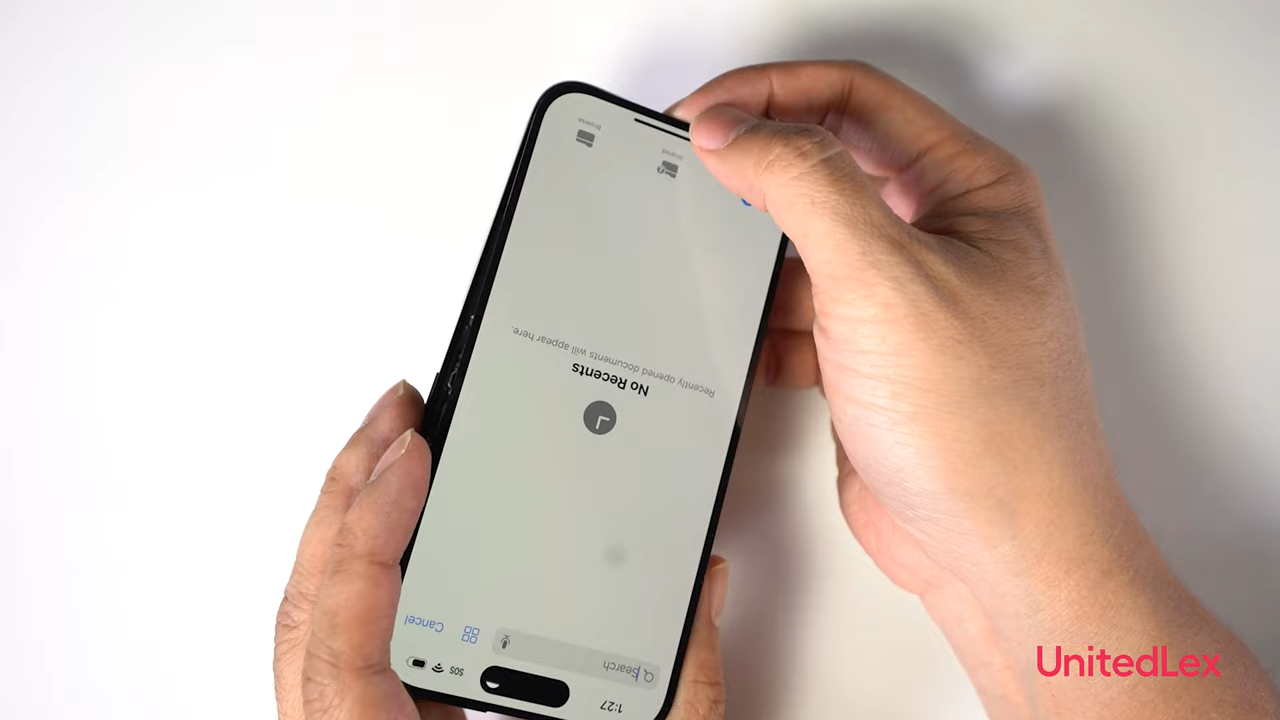 1:27
SOS
Search
Cancel
No Recents
Recently opened documents will appear here.
Shared
Browse
UnitedLex